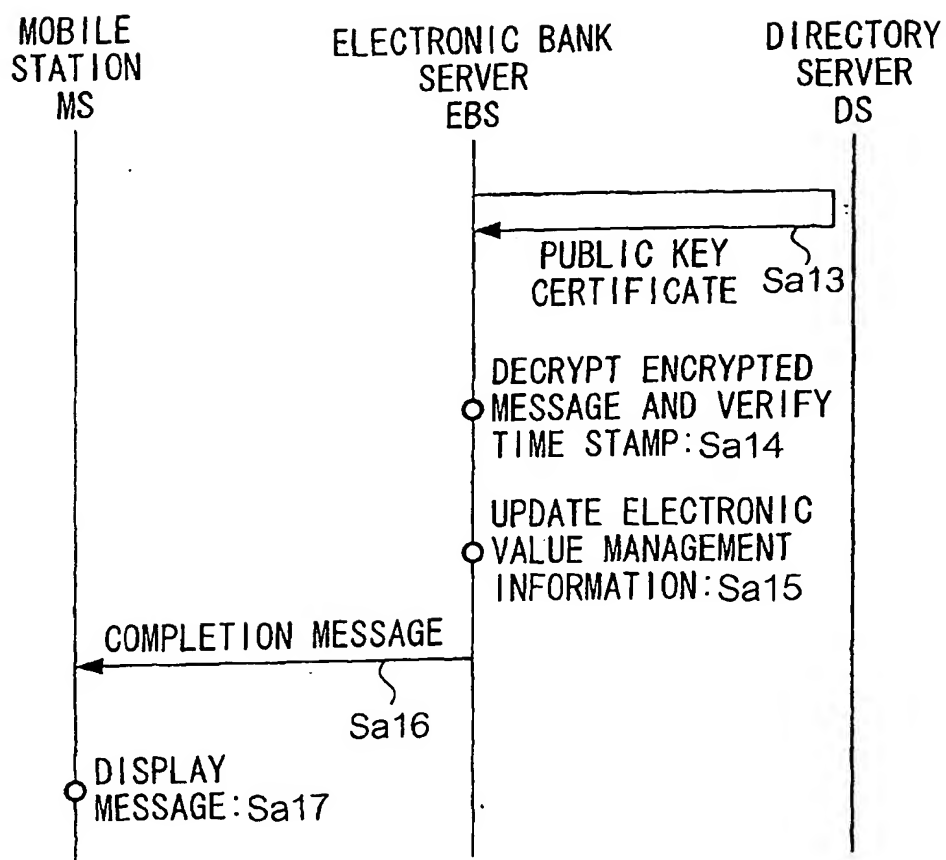 MOBILE
STATION
MS
ELECTRONIC BANK
SERVER
EBS
DIRECTORY
SERVER
DS
PUBLIC KEY
CERTIFICATE
Sa13
DECRYPT ENCRYPTED
MESSAGE AND VERIFY
TIME STAMP:Sa14
UPDATE ELECTRONIC
VALUE MANAGEMENT
INFORMATION:Sa15
COMPLETION MESSAGE
Sa16
DISPLAY
MESSAGE:Sa17